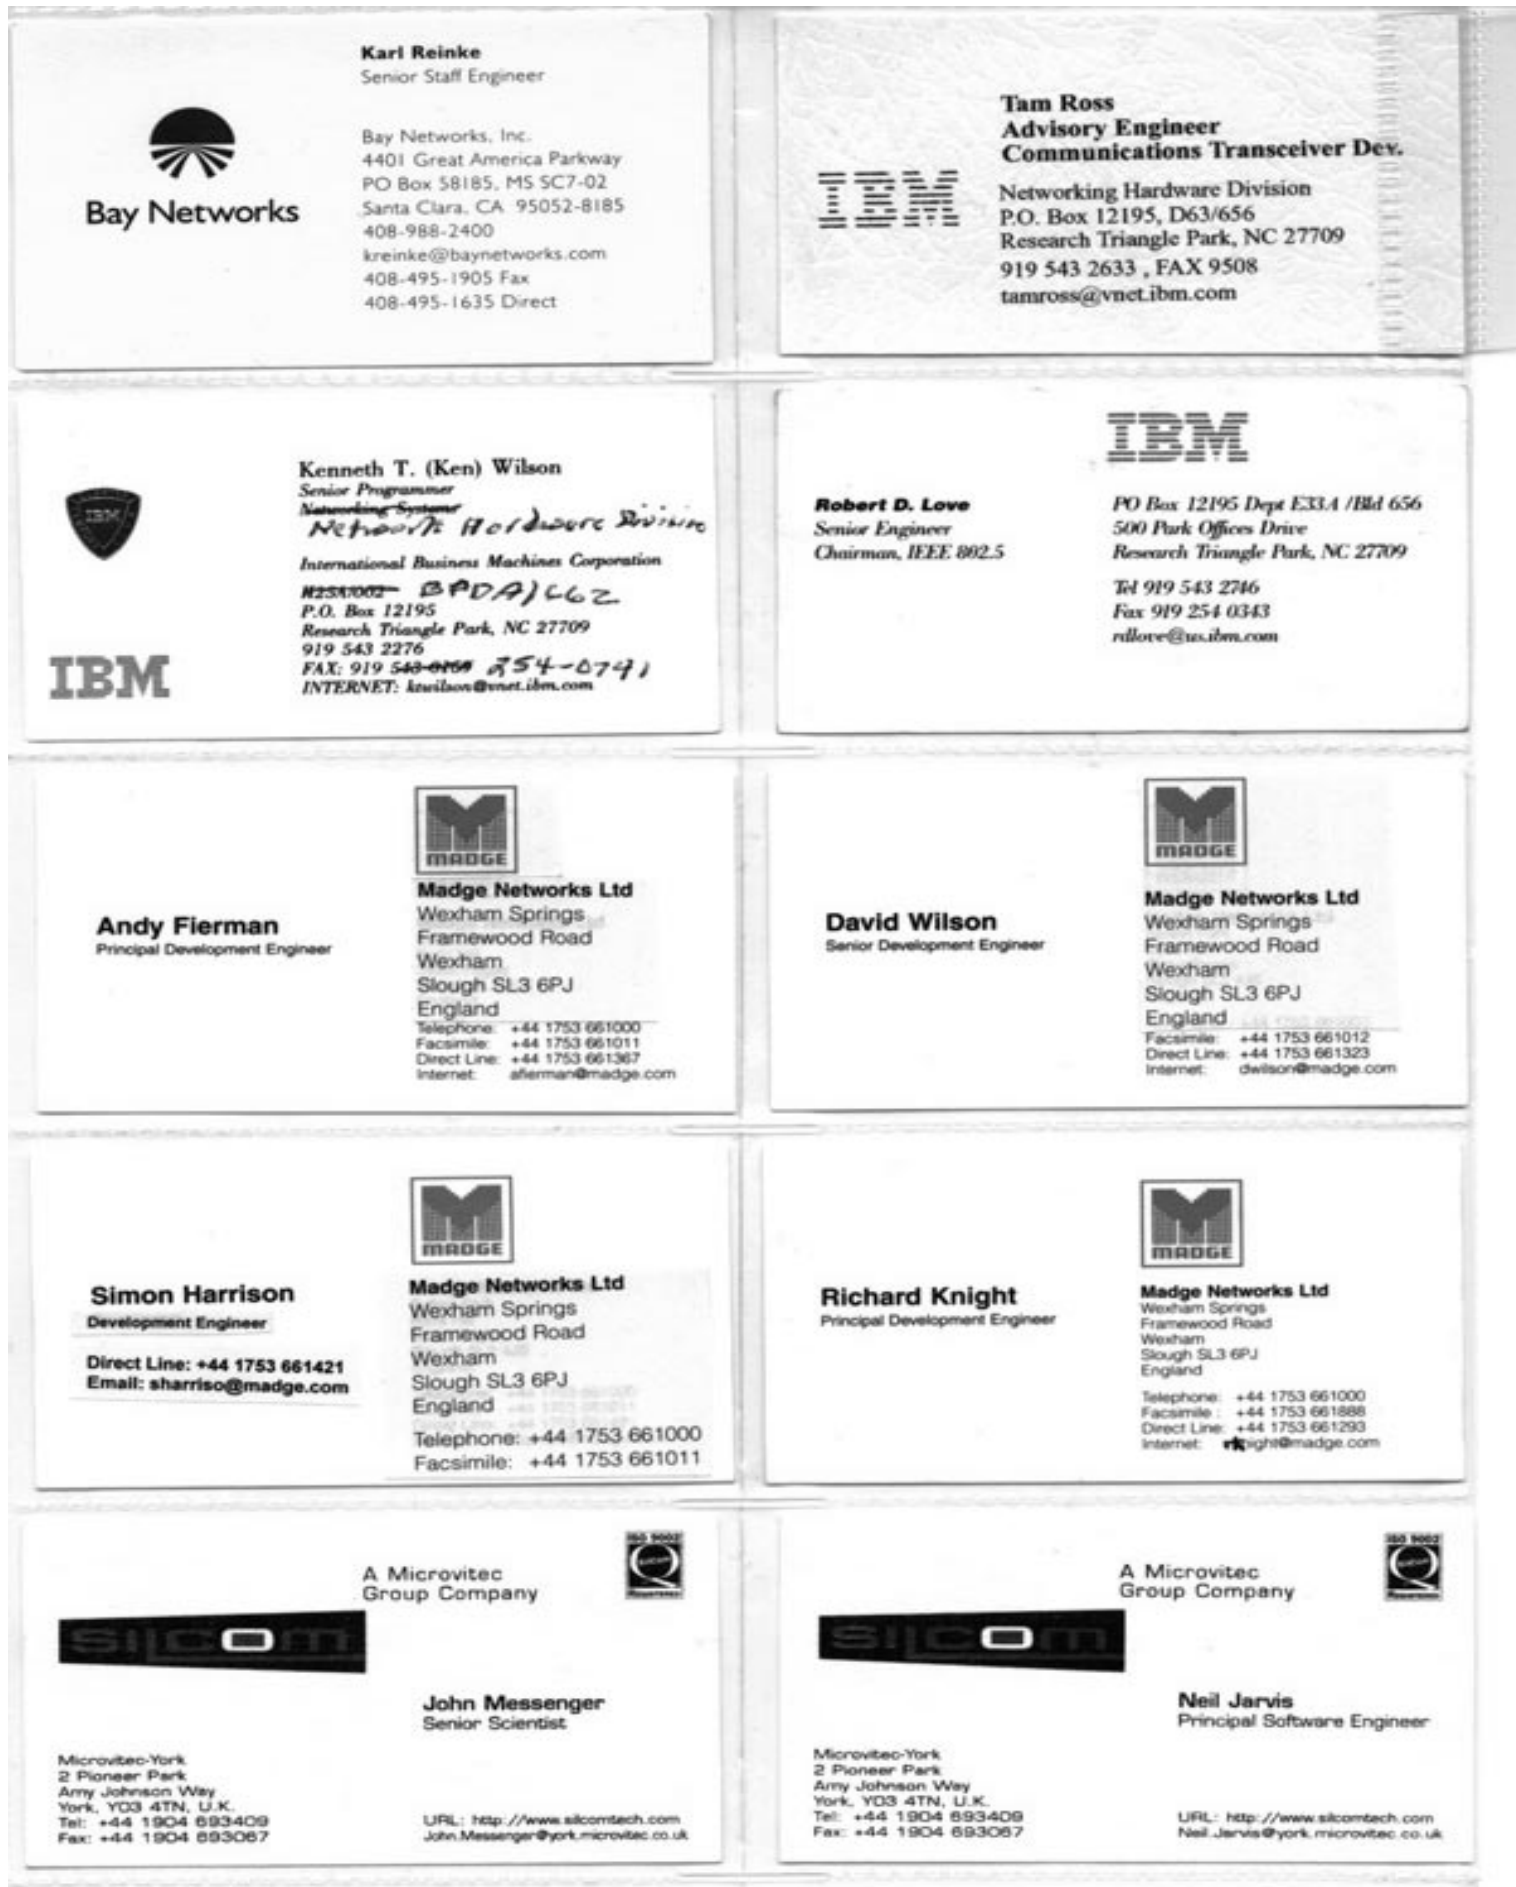 Karl Reinke
Senior Staff Engineer
Bay Networks
Bay Networks, Inc.
4401 Great America Parkway
PO Box 58185, MS SC7-02
Santa Clara, CA 95052-8185
408-988-2400
kreinke@baynetworks.com
408-495-1905 Fax
408-495-1635 Direct
IBM
Tam Ross
Advisory Engineer
Communications Transceiver Dev.
Networking Hardware Division
P.O. Box 12195, D63/656
Research Triangle Park, NC 27709
919 543 2633 , FAX 9508
tamross@vnet.ibm.com
IBM
IBM
Kenneth T. (Ken) Wilson
Senior Programmer
Networking Systems
Network Hardware Division
International Business Machines Corporation
P.O. Box 12195
Research Triangle Park, NC 27709
919 543 2276
FAX: 919 254-0741
INTERNET: ktwilson@vnet.ibm.com
IBM
Robert D. Love
Senior Engineer
Chairman, IEEE 802.5
PO Box 12195 Dept E33A /Bld 656
500 Park Offices Drive
Research Triangle Park, NC 27709
Tel 919 543 2746
Fax 919 254 0343
rdlove@us.ibm.com
MADGE
Andy Fierman
Principal Development Engineer
Madge Networks Ltd
Wexham Springs
Framewood Road
Wexham
Slough SL3 6PJ
England
Telephone: +44 1753 661000
Facsimile: +44 1753 661011
Direct Line: +44 1753 661367
Internet: afierman@madge.com
MADGE
David Wilson
Senior Development Engineer
Madge Networks Ltd
Wexham Springs
Framewood Road
Wexham
Slough SL3 6PJ
England
Facsimile: +44 1753 661012
Direct Line: +44 1753 661323
Internet: dwilson@madge.com
MADGE
Simon Harrison
Development Engineer
Direct Line: +44 1753 661421
Email: sharriso@madge.com
Madge Networks Ltd
Wexham Springs
Framewood Road
Wexham
Slough SL3 6PJ
England
Telephone: +44 1753 661000
Facsimile: +44 1753 661011
MADGE
Richard Knight
Principal Development Engineer
Madge Networks Ltd
Wexham Springs
Framewood Road
Wexham
Slough SL3 6PJ
England
Telephone: +44 1753 661000
Facsimile : +44 1753 661888
Direct Line: +44 1753 661293
Internet: rknight@madge.com
A Microvitec
Group Company
ISO 9002
SILCOM
John Messenger
Senior Scientist
Microvitec-York
2 Pioneer Park
Amy Johnson Way
York, YO3 4TN, U.K.
Tel: +44 1904 693409
Fax: +44 1904 693067
URL: http://www.silcomtech.com
John.Messenger@york.microvitec.co.uk
A Microvitec
Group Company
ISO 9002
SILCOM
Neil Jarvis
Principal Software Engineer
Microvitec-York
2 Pioneer Park
Amy Johnson Way
York, YO3 4TN, U.K.
Tel: +44 1904 693409
Fax: +44 1904 693067
URL: http://www.silcomtech.com
Neil.Jarvis@york.microvitec.co.uk